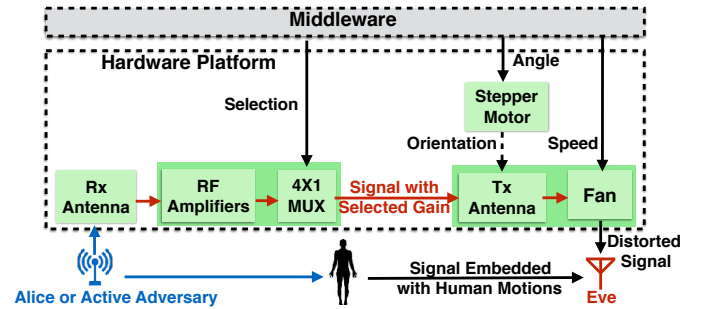 Middleware
Hardware Platform
Selection
Angle
Stepper
Motor
Orientation
Speed
Rx
Antenna
RF
Amplifiers
4X1
MUX
Signal with
Selected Gain
Tx
Antenna
Fan
Distorted
Signal
Alice or Active Adversary
Signal Embedded
with Human Motions
Eve